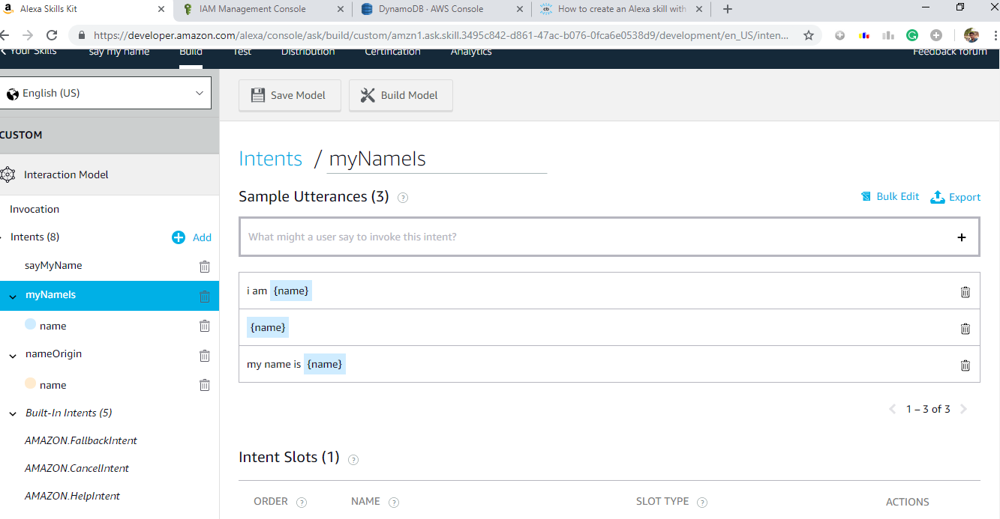 Alexa Skills Kit
IAM Management Console
DynamoDB · AWS Console
How to create an Alexa skill with
https://developer.amazon.com/alexa/console/ask/build/custom/amzn1.ask.skill.3495c842-d861-47ac-b076-0fca6e0538d9/development/en_US/inten...
Your Skills
say my name
Build
Test
Distribution
Certification
Analytics
Feedback forum
English (US)
Save Model
Build Model
CUSTOM
Interaction Model
Invocation
Intents (8)
Add
sayMyName
myNameIs
name
nameOrigin
name
Built-In Intents (5)
AMAZON.FallbackIntent
AMAZON.CancelIntent
AMAZON.HelpIntent
Intents / myNameIs
Sample Utterances (3) ?
Bulk Edit
Export
What might a user say to invoke this intent?
i am {name}
{name}
my name is {name}
1 – 3 of 3
Intent Slots (1) ?
ORDER ?
NAME ?
SLOT TYPE ?
ACTIONS